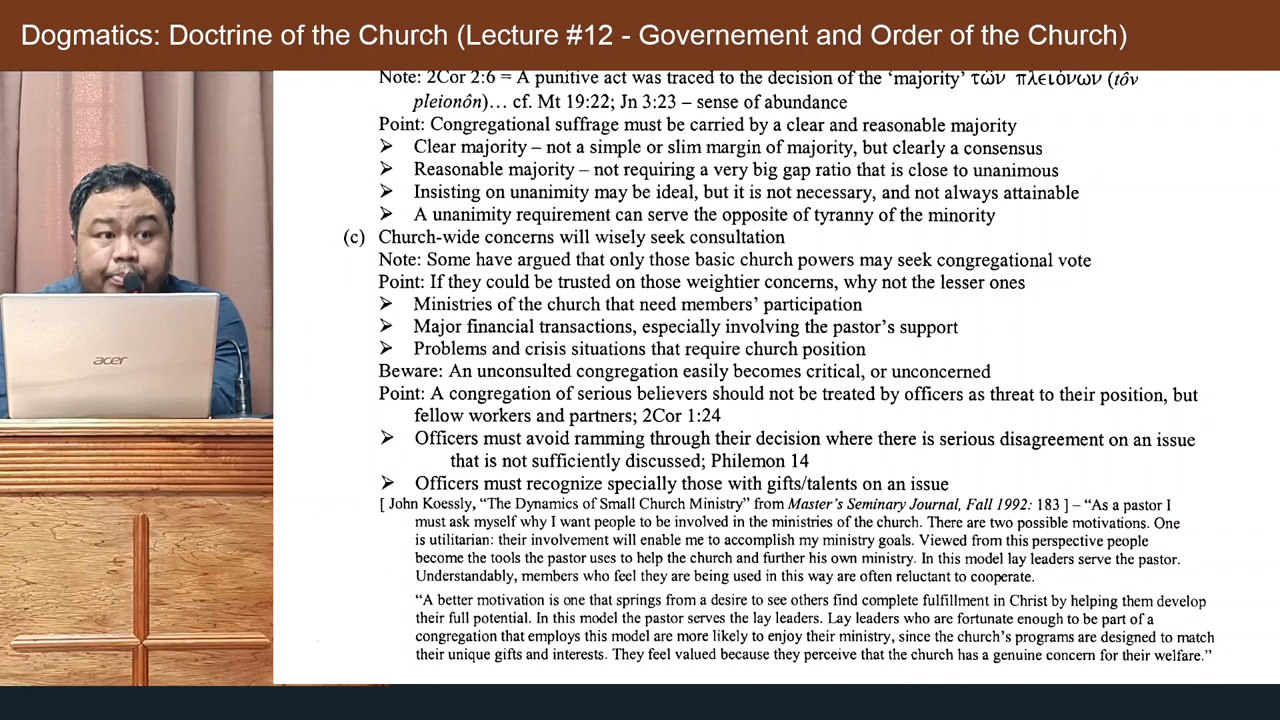 Dogmatics: Doctrine of the Church (Lecture #12 - Governement and Order of the Church)
Note: 2Cor 2:6 = A punitive act was traced to the decision of the ‘majority’ τῶν πλειόνων (tôn
pleionôn)… cf. Mt 19:22; Jn 3:23 – sense of abundance
Point: Congregational suffrage must be carried by a clear and reasonable majority
➢ Clear majority – not a simple or slim margin of majority, but clearly a consensus
➢ Reasonable majority – not requiring a very big gap ratio that is close to unanimous
➢ Insisting on unanimity may be ideal, but it is not necessary, and not always attainable
➢ A unanimity requirement can serve the opposite of tyranny of the minority
(c) Church-wide concerns will wisely seek consultation
Note: Some have argued that only those basic church powers may seek congregational vote
Point: If they could be trusted on those weightier concerns, why not the lesser ones
➢ Ministries of the church that need members’ participation
➢ Major financial transactions, especially involving the pastor’s support
➢ Problems and crisis situations that require church position
Beware: An unconsulted congregation easily becomes critical, or unconcerned
Point: A congregation of serious believers should not be treated by officers as threat to their position, but
fellow workers and partners; 2Cor 1:24
➢ Officers must avoid ramming through their decision where there is serious disagreement on an issue
that is not sufficiently discussed; Philemon 14
➢ Officers must recognize specially those with gifts/talents on an issue
[ John Koessly, “The Dynamics of Small Church Ministry” from Master’s Seminary Journal, Fall 1992: 183 ] – “As a pastor I
must ask myself why I want people to be involved in the ministries of the church. There are two possible motivations. One
is utilitarian: their involvement will enable me to accomplish my ministry goals. Viewed from this perspective people
become the tools the pastor uses to help the church and further his own ministry. In this model lay leaders serve the pastor.
Understandably, members who feel they are being used in this way are often reluctant to cooperate.
“A better motivation is one that springs from a desire to see others find complete fulfillment in Christ by helping them develop
their full potential. In this model the pastor serves the lay leaders. Lay leaders who are fortunate enough to be part of a
congregation that employs this model are more likely to enjoy their ministry, since the church’s programs are designed to match
their unique gifts and interests. They feel valued because they perceive that the church has a genuine concern for their welfare.”
acer